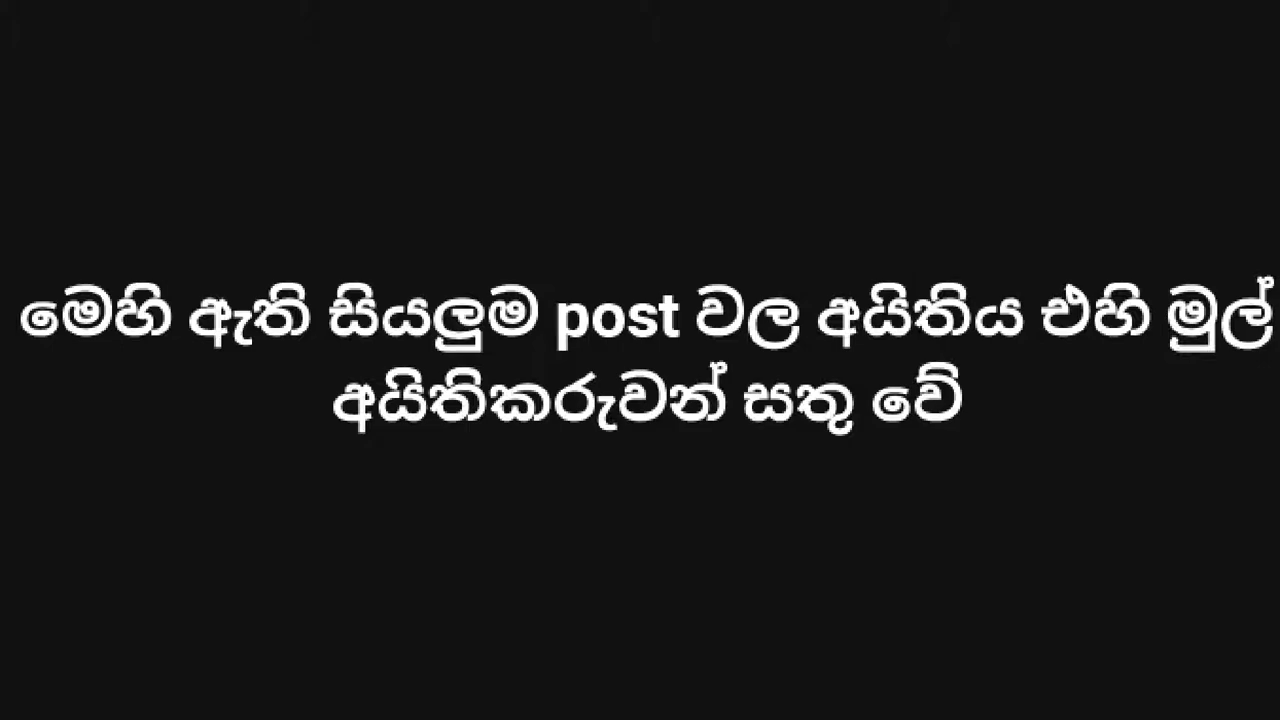 මෙහි ඇති සියලුම post වල අයිතිය එහි මුල්
අයිතිකරුවන් සතු වේ